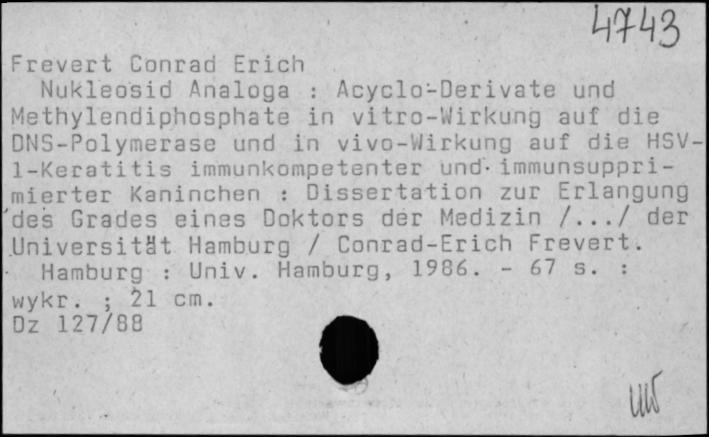 4743
Frevert Conrad Erich
Nukleosid Analoga : Acyclo-Derivate und
Methylendiphosphate in vitro-Wirkung auf die
DNS-Polymerase und in vivo-Wirkung auf die HSV-
1-Keratitis immunkompetenter und immunsuppri-
mierter Kaninchen : Dissertation zur Erlangung
des Grades eines Doktors der Medizin /.../ der
Universität Hamburg / Conrad-Erich Frevert.
Hamburg : Univ. Hamburg, 1986. - 67 s. :
wykr. ; 21 cm.
Dz 127/88